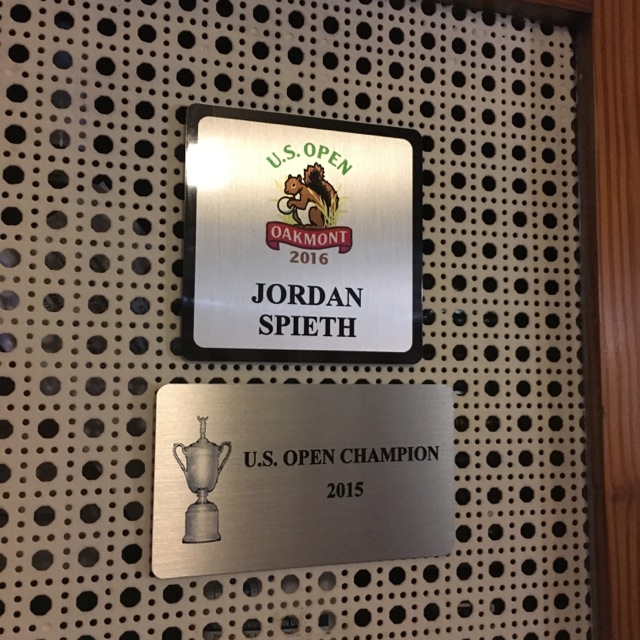 U.S. OPEN
OAKMONT
2016
JORDAN
SPIETH
U.S. OPEN CHAMPION
2015